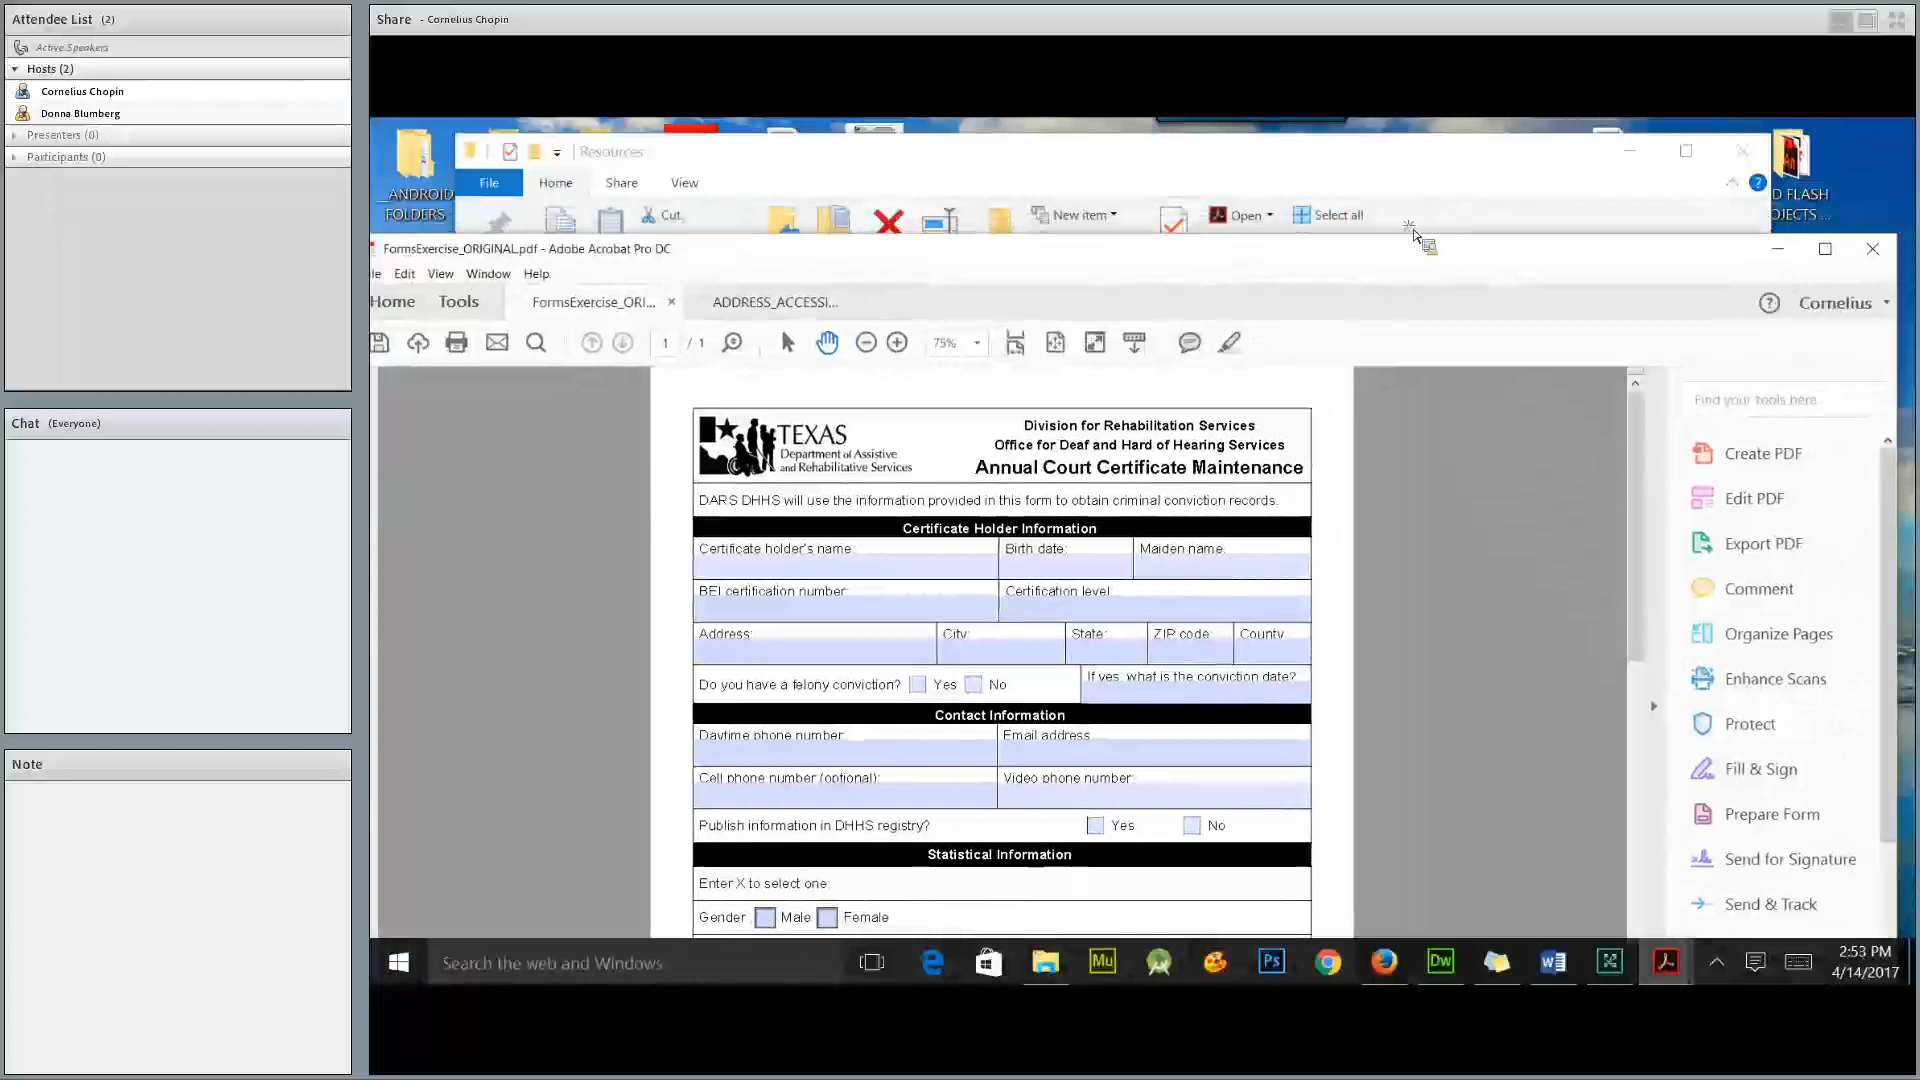 Attendee List (2)
Active Speakers
Hosts (2)
Cornelius Chopin
Donna Blumberg
Presenters (0)
Participants (0)
Chat (Everyone)
Note
Share - Cornelius Chopin
__ANDROID
FOLDERS
Resources
File Home Share View
Cut
New item
Open
Select all
D FLASH
OJECTS ...
FormsExercise_ORIGINAL.pdf - Adobe Acrobat Pro DC
le Edit View Window Help
Home Tools FormsExercise_ORI... × ADDRESS_ACCESSI...
Cornelius
1 / 1
75%
TEXAS
Department of Assistive
and Rehabilitative Services
Division for Rehabilitation Services
Office for Deaf and Hard of Hearing Services
Annual Court Certificate Maintenance
DARS DHHS will use the information provided in this form to obtain criminal conviction records.
Certificate Holder Information
Certificate holder's name: Birth date: Maiden name:
BEI certification number: Certification level:
Address: City: State: ZIP code: County
Do you have a felony conviction? Yes No If yes, what is the conviction date?
Contact Information
Daytime phone number: Email address
Cell phone number (optional): Video phone number:
Publish information in DHHS registry? Yes No
Statistical Information
Enter X to select one:
Gender Male Female
Find your tools here
Create PDF
Edit PDF
Export PDF
Comment
Organize Pages
Enhance Scans
Protect
Fill & Sign
Prepare Form
Send for Signature
Send & Track
Search the web and Windows
Mu
Ps
Dw
2:53 PM
4/14/2017